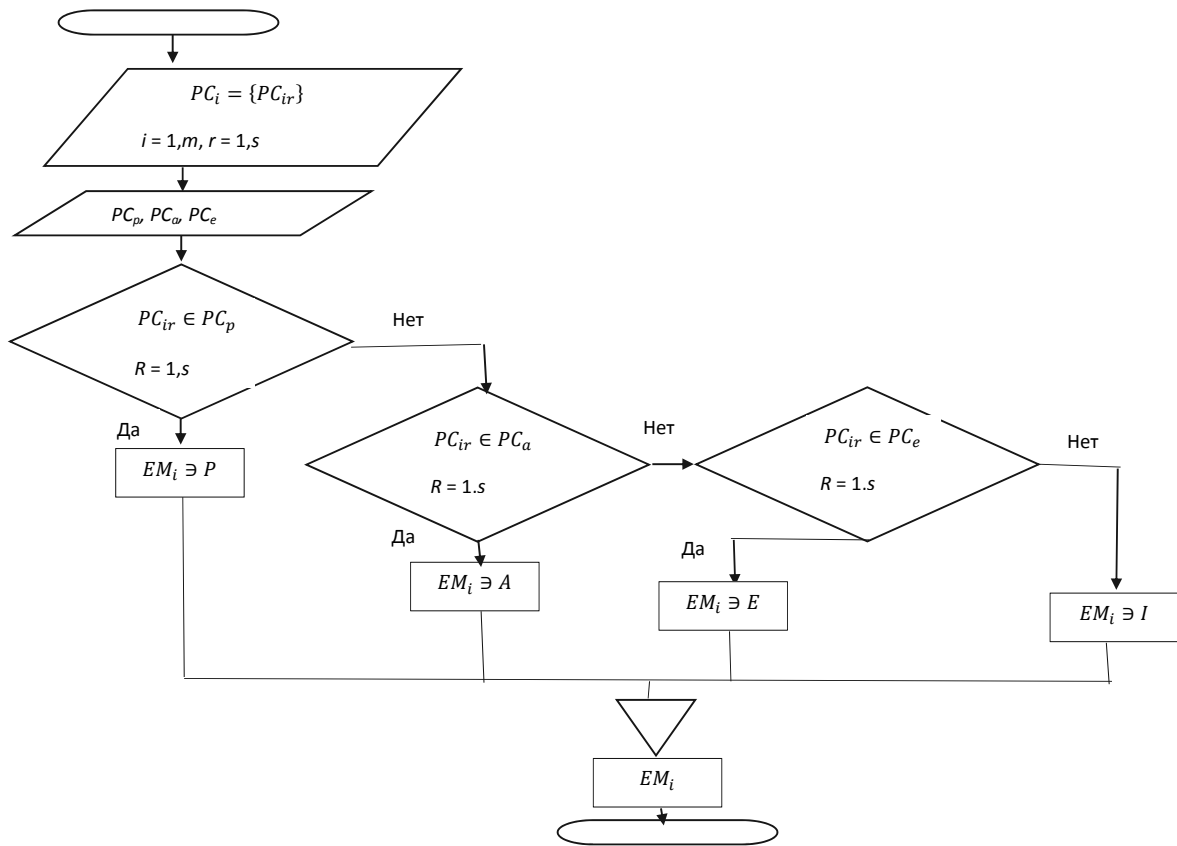 PC_i = {PC_ir}
i = 1,m, r = 1,s
PC_p, PC_a, PC_e
PC_ir ∈ PC_p
R = 1,s
Нет
Да
EM_i ∋ P
PC_ir ∈ PC_a
R = 1.s
Нет
Да
EM_i ∋ A
PC_ir ∈ PC_e
R = 1.s
Нет
Да
EM_i ∋ E
EM_i ∋ I
EM_i